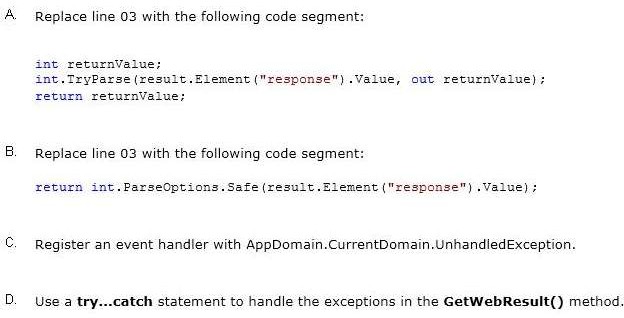 A. Replace line 03 with the following code segment:
int returnValue;
int.TryParse(result.Element("response").Value, out returnValue);
return returnValue;
B. Replace line 03 with the following code segment:
return int.ParseOptions.Safe(result.Element("response").Value);
C. Register an event handler with AppDomain.CurrentDomain.UnhandledException.
D. Use a try...catch statement to handle the exceptions in the GetWebResult() method.